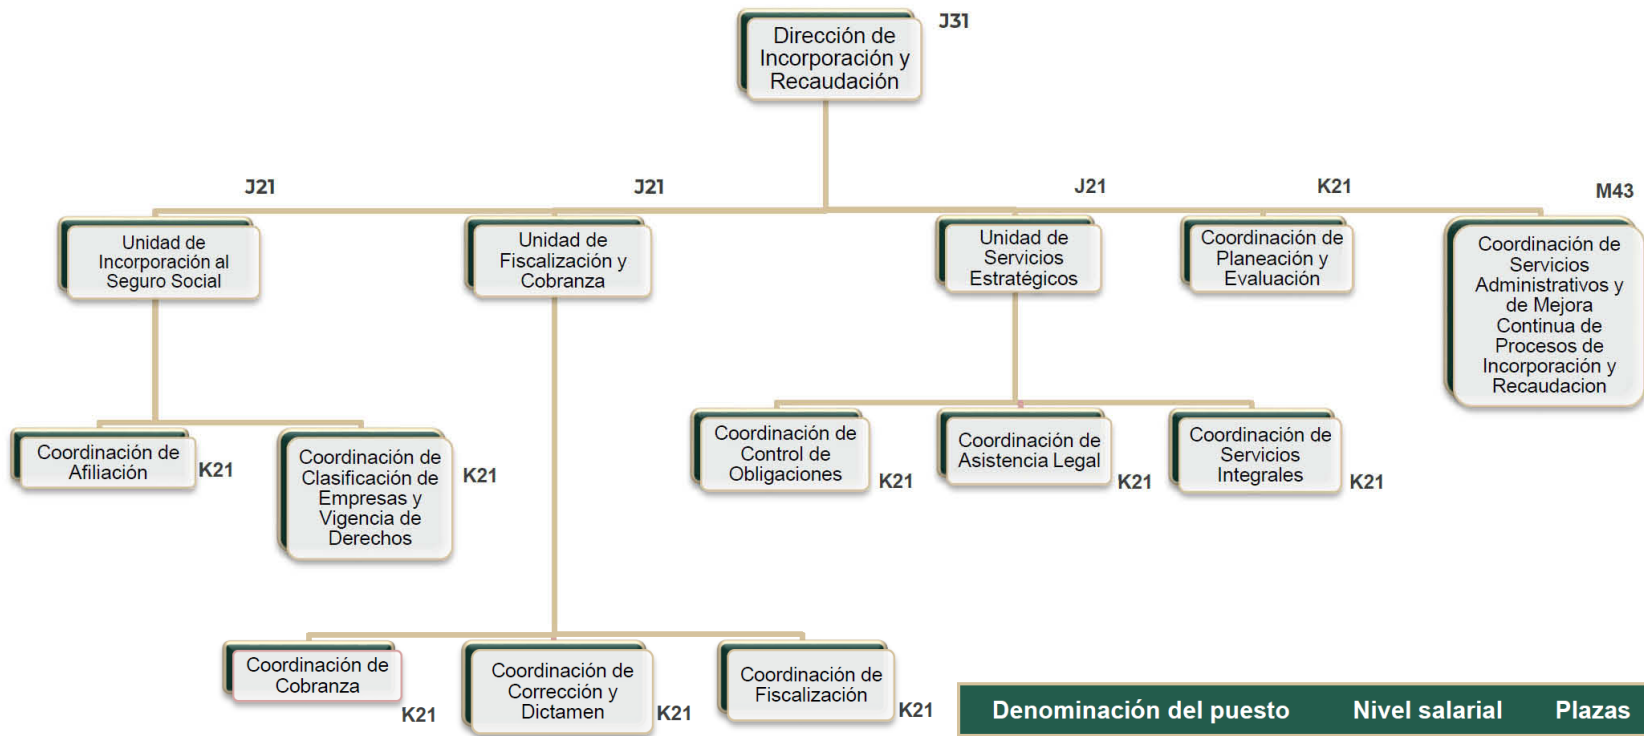 Dirección de
Incorporación y
Recaudación
J31
J21
J21
J21
K21
M43
Unidad de
Incorporación al
Seguro Social
Unidad de
Fiscalización y
Cobranza
Unidad de
Servicios
Estratégicos
Coordinación de
Planeación y
Evaluación
Coordinación de
Servicios
Administrativos y
de Mejora
Continua de
Procesos de
Incorporación y
Recaudacion
Coordinación de
Afiliación
K21
Coordinación de
Clasificación de
Empresas y
Vigencia de
Derechos
K21
Coordinación de
Control de
Obligaciones
K21
Coordinación de
Asistencia Legal
K21
Coordinación de
Servicios
Integrales
K21
Coordinación de
Cobranza
K21
Coordinación de
Corrección y
Dictamen
K21
Coordinación de
Fiscalización
K21
Denominación del puesto Nivel salarial Plazas